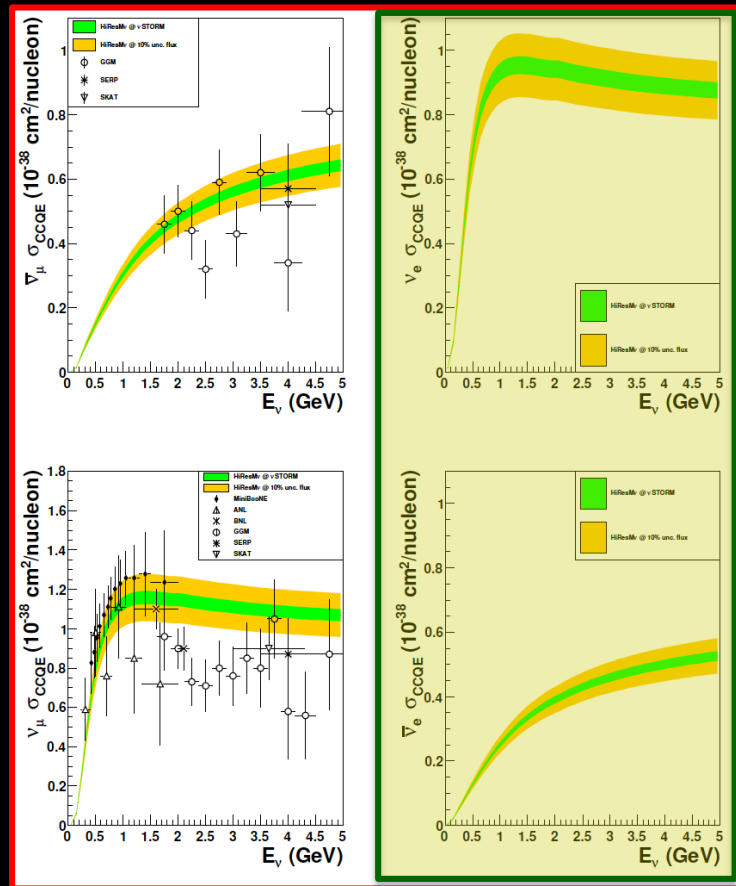 HiResMν @ νSTORM
HiResMν @ 10% unc. flux
GGM
SERP
SKAT
ν̄μ σCCQE (10⁻³⁸ cm²/nucleon)
1
0.8
0.6
0.4
0.2
0
0 0.5 1 1.5 2 2.5 3 3.5 4 4.5 5
Eν (GeV)
νe σCCQE (10⁻³⁸ cm²/nucleon)
1
0.8
0.6
0.4
0.2
0
HiResMν @ νSTORM
HiResMν @ 10% unc. flux
0 0.5 1 1.5 2 2.5 3 3.5 4 4.5 5
Eν (GeV)
HiResMν @ νSTORM
HiResMν @ 10% unc. flux
MiniBooNE
ANL
BNL
GGM
SERP
SKAT
νμ σCCQE (10⁻³⁸ cm²/nucleon)
1.8
1.6
1.4
1.2
1
0.8
0.6
0.4
0.2
0
0 0.5 1 1.5 2 2.5 3 3.5 4 4.5 5
Eν (GeV)
HiResMν @ νSTORM
HiResMν @ 10% unc. flux
ν̄e σCCQE (10⁻³⁸ cm²/nucleon)
1
0.8
0.6
0.4
0.2
0
0 0.5 1 1.5 2 2.5 3 3.5 4 4.5 5
Eν (GeV)